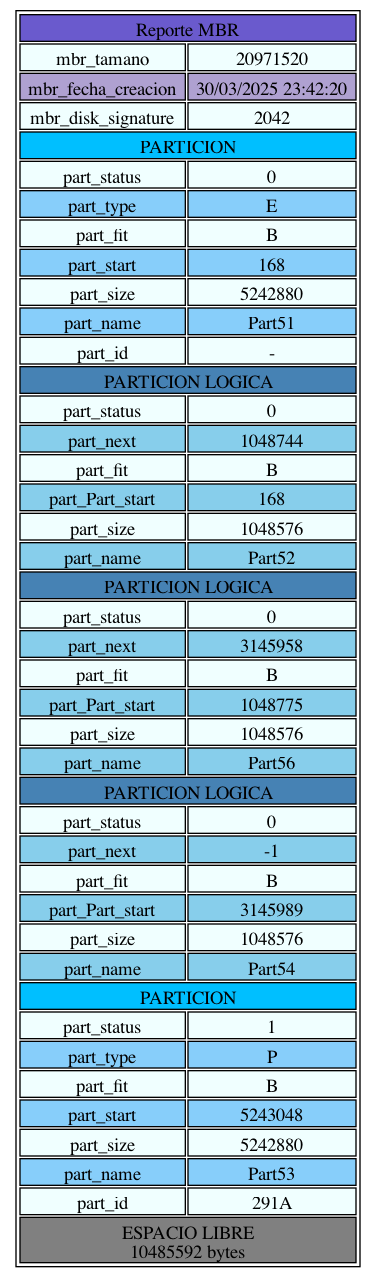 Reporte MBR
mbr_tamano 20971520
mbr_fecha_creacion 30/03/2025 23:42:20
mbr_disk_signature 2042
PARTICION
part_status 0
part_type E
part_fit B
part_start 168
part_size 5242880
part_name Part51
part_id -
PARTICION LOGICA
part_status 0
part_next 1048744
part_fit B
part_Part_start 168
part_size 1048576
part_name Part52
PARTICION LOGICA
part_status 0
part_next 3145958
part_fit B
part_Part_start 1048775
part_size 1048576
part_name Part56
PARTICION LOGICA
part_status 0
part_next -1
part_fit B
part_Part_start 3145989
part_size 1048576
part_name Part54
PARTICION
part_status 1
part_type P
part_fit B
part_start 5243048
part_size 5242880
part_name Part53
part_id 291A
ESPACIO LIBRE
10485592 bytes